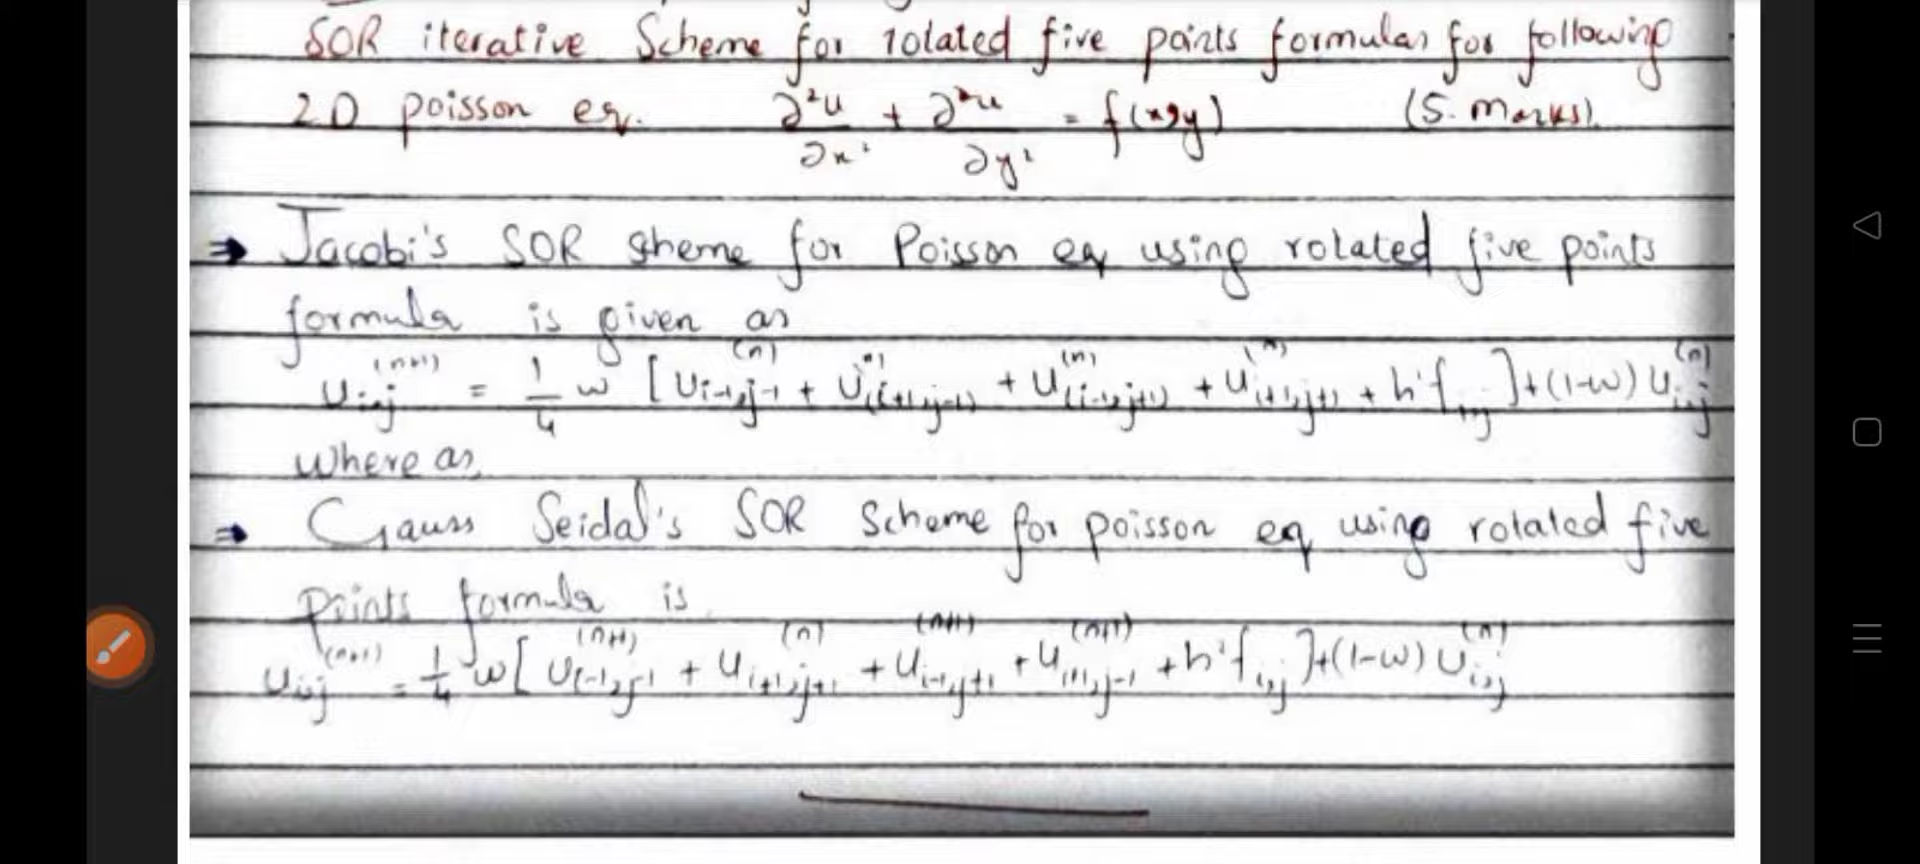 SOR iterative Scheme for rotated five points formulas for following
2D poisson eq. ∂²u/∂x² + ∂²u/∂y² = f(x,y) (5. Marks).
→ Jacobi's SOR sheme for Poisson eq using rotated five points
formula is given as
u_{i,j}^{(n+1)} = 1/4 w [u_{i-1,j-1}^{(n)} + u_{(i+1,j-1)}^{(n)} + u_{(i-1,j+1)}^{(n)} + u_{i+1,j+1}^{(n)} + h²f_{i,j}] + (1-w) u_{i,j}^{(n)}
where as,
→ Gauss Seidal's SOR Scheme for poisson eq using rotated five
points formula is
u_{i,j}^{(n+1)} = 1/4 w [u_{i-1,j-1}^{(n+1)} + u_{i+1,j+1}^{(n)} + u_{i-1,j+1}^{(n+1)} + u_{i+1,j-1}^{(n+1)} + h²f_{i,j}] + (1-w) u_{i,j}^{(n)}